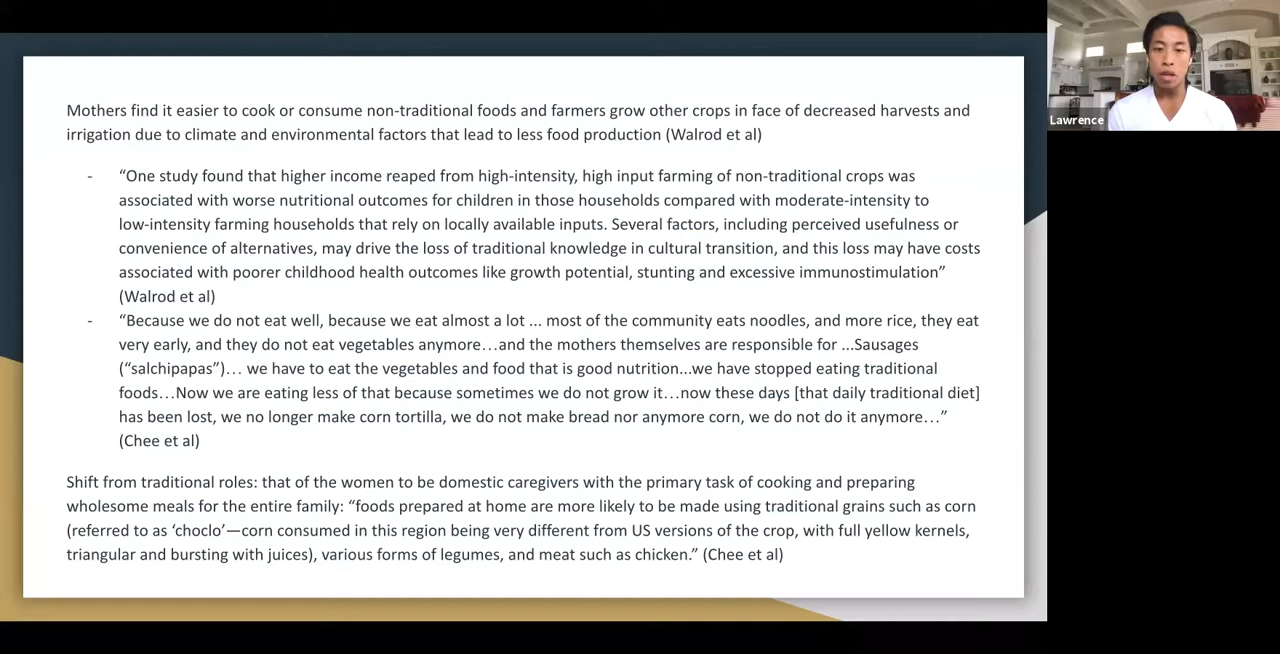 Mothers find it easier to cook or consume non-traditional foods and farmers grow other crops in face of decreased harvests and
irrigation due to climate and environmental factors that lead to less food production (Walrod et al)
- “One study found that higher income reaped from high-intensity, high input farming of non-traditional crops was
associated with worse nutritional outcomes for children in those households compared with moderate-intensity to
low-intensity farming households that rely on locally available inputs. Several factors, including perceived usefulness or
convenience of alternatives, may drive the loss of traditional knowledge in cultural transition, and this loss may have costs
associated with poorer childhood health outcomes like growth potential, stunting and excessive immunostimulation”
(Walrod et al)
- “Because we do not eat well, because we eat almost a lot ... most of the community eats noodles, and more rice, they eat
very early, and they do not eat vegetables anymore…and the mothers themselves are responsible for ...Sausages
(“salchipapas”)… we have to eat the vegetables and food that is good nutrition...we have stopped eating traditional
foods…Now we are eating less of that because sometimes we do not grow it…now these days [that daily traditional diet]
has been lost, we no longer make corn tortilla, we do not make bread nor anymore corn, we do not do it anymore…”
(Chee et al)
Shift from traditional roles: that of the women to be domestic caregivers with the primary task of cooking and preparing
wholesome meals for the entire family: “foods prepared at home are more likely to be made using traditional grains such as corn
(referred to as ‘choclo’—corn consumed in this region being very different from US versions of the crop, with full yellow kernels,
triangular and bursting with juices), various forms of legumes, and meat such as chicken.” (Chee et al)
Lawrence